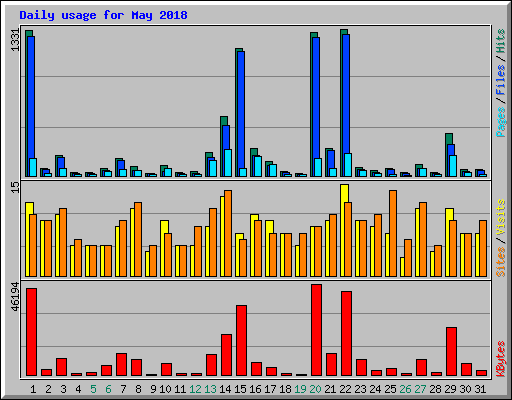 Daily usage for May 2018
1331
Pages / Files / Hits
15
Sites / Visits
46194
KBytes
1 2 3 4 5 6 7 8 9 10 11 12 13 14 15 16 17 18 19 20 21 22 23 24 25 26 27 28 29 30 31